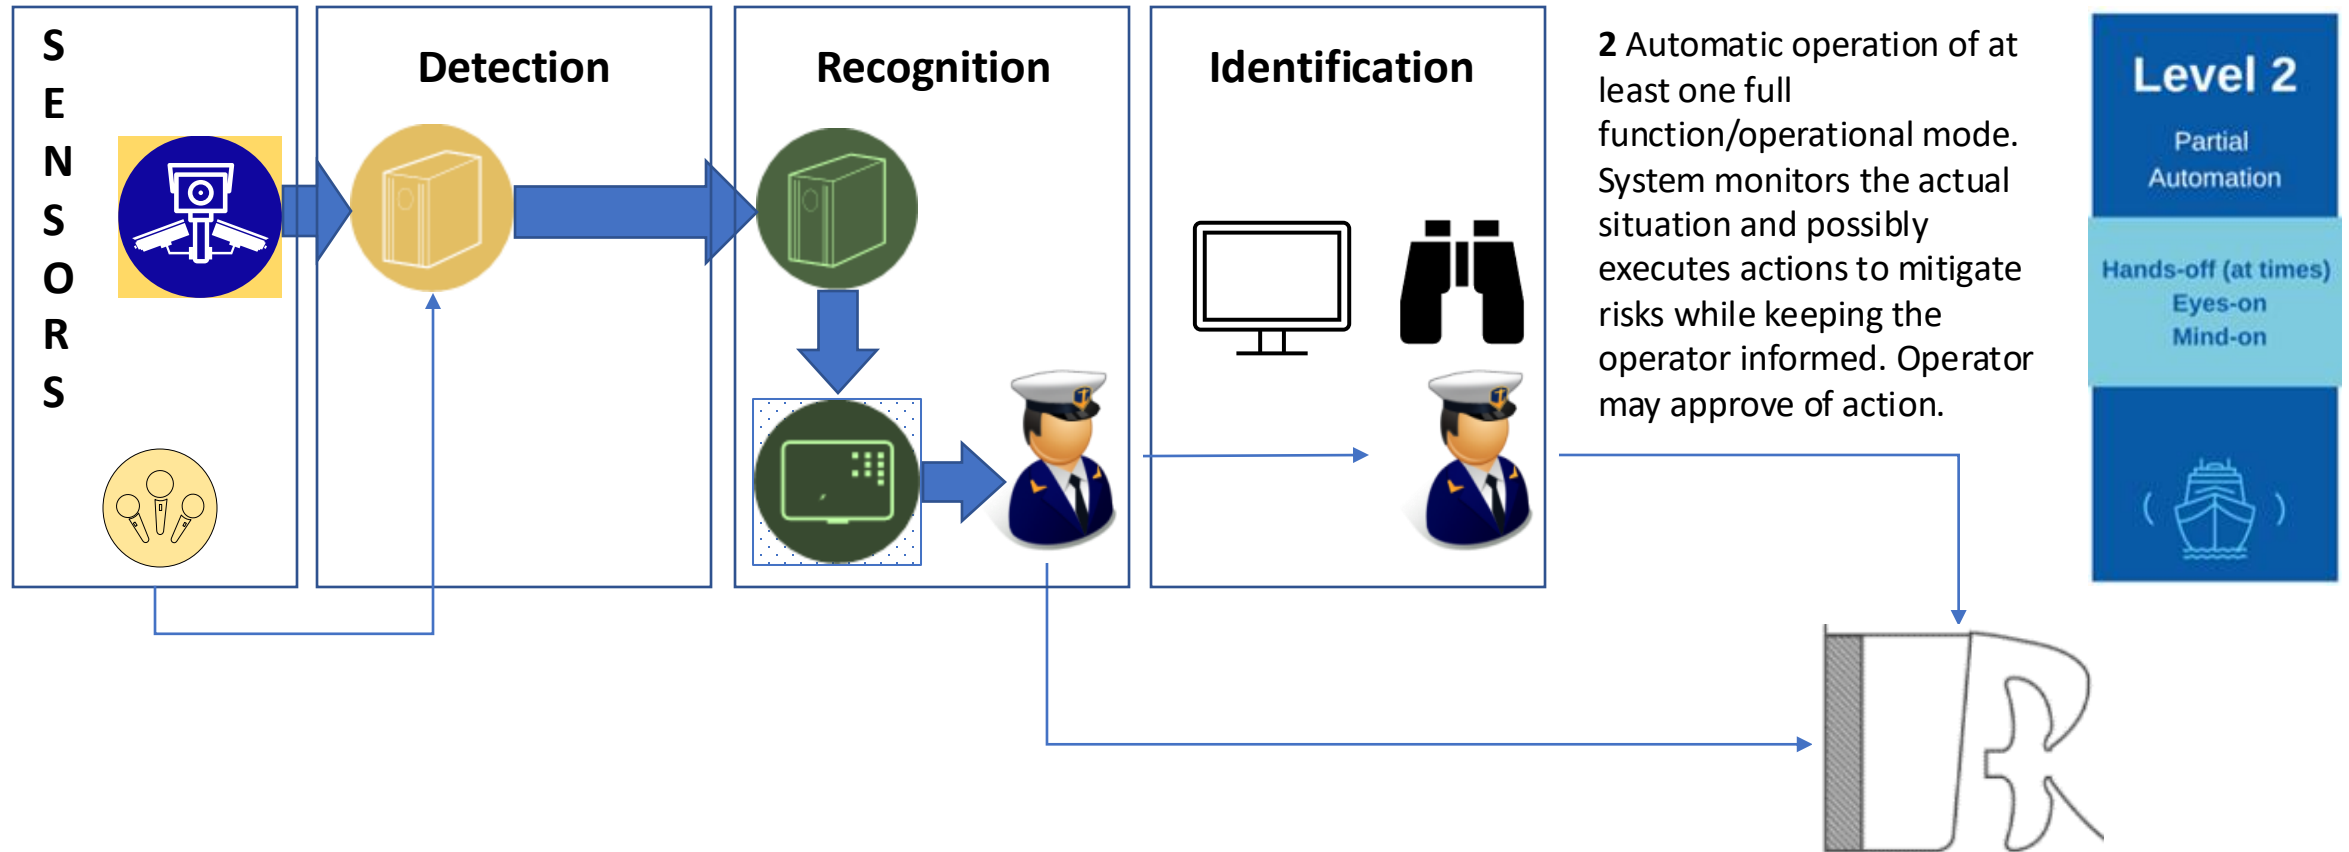 SENSORS
Detection
Recognition
Identification
2 Automatic operation of at
least one full
function/operational mode.
System monitors the actual
situation and possibly
executes actions to mitigate
risks while keeping the
operator informed. Operator
may approve of action.
Level 2
Partial
Automation
Hands-off (at times)
Eyes-on
Mind-on